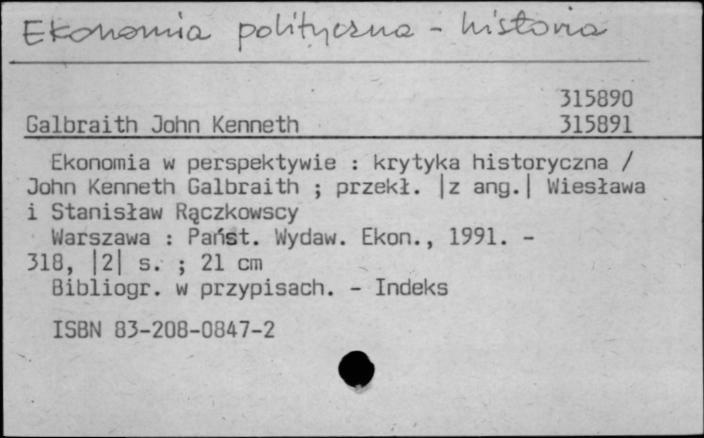 Ekonomia polityczna - historia
315890
Galbraith John Kenneth 315891
Ekonomia w perspektywie : krytyka historyczna /
John Kenneth Galbraith ; przekł. |z ang.| Wiesława
i Stanisław Rączkowscy
Warszawa : Państ. Wydaw. Ekon., 1991. -
318, |2| s. ; 21 cm
Bibliogr. w przypisach. - Indeks
ISBN 83-208-0847-2